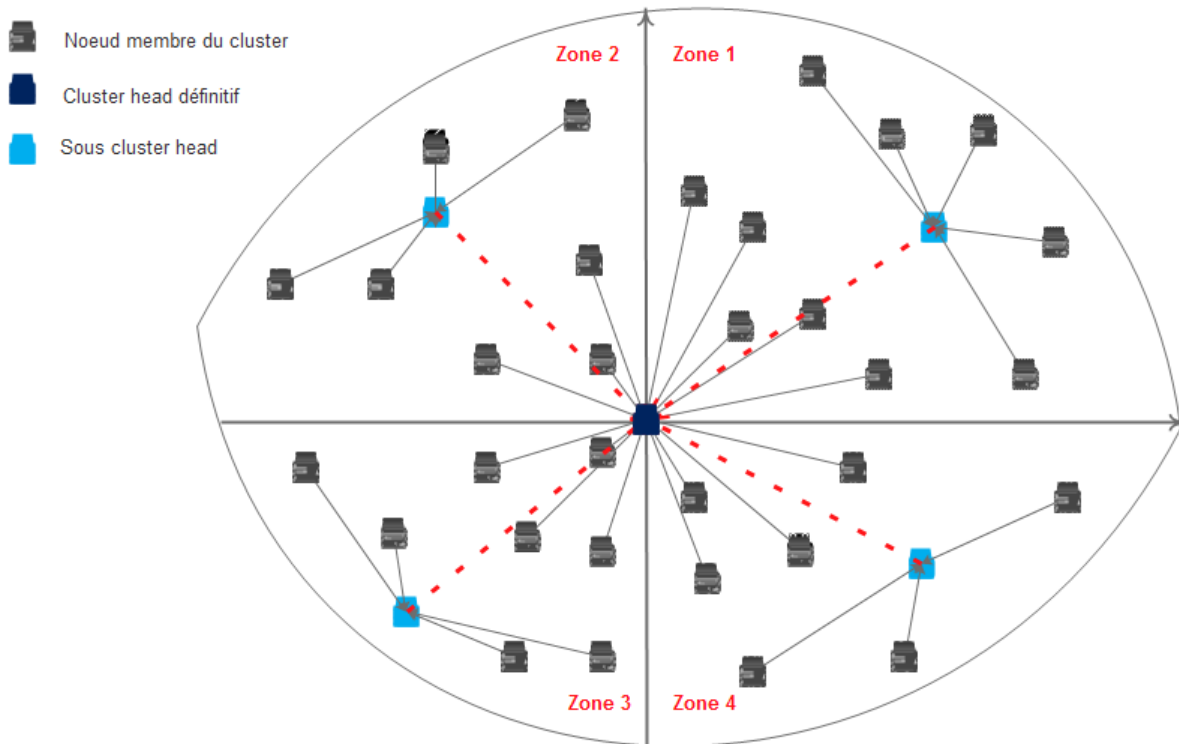 Noeud membre du cluster
Cluster head définitif
Sous cluster head
Zone 2
Zone 1
Zone 3
Zone 4